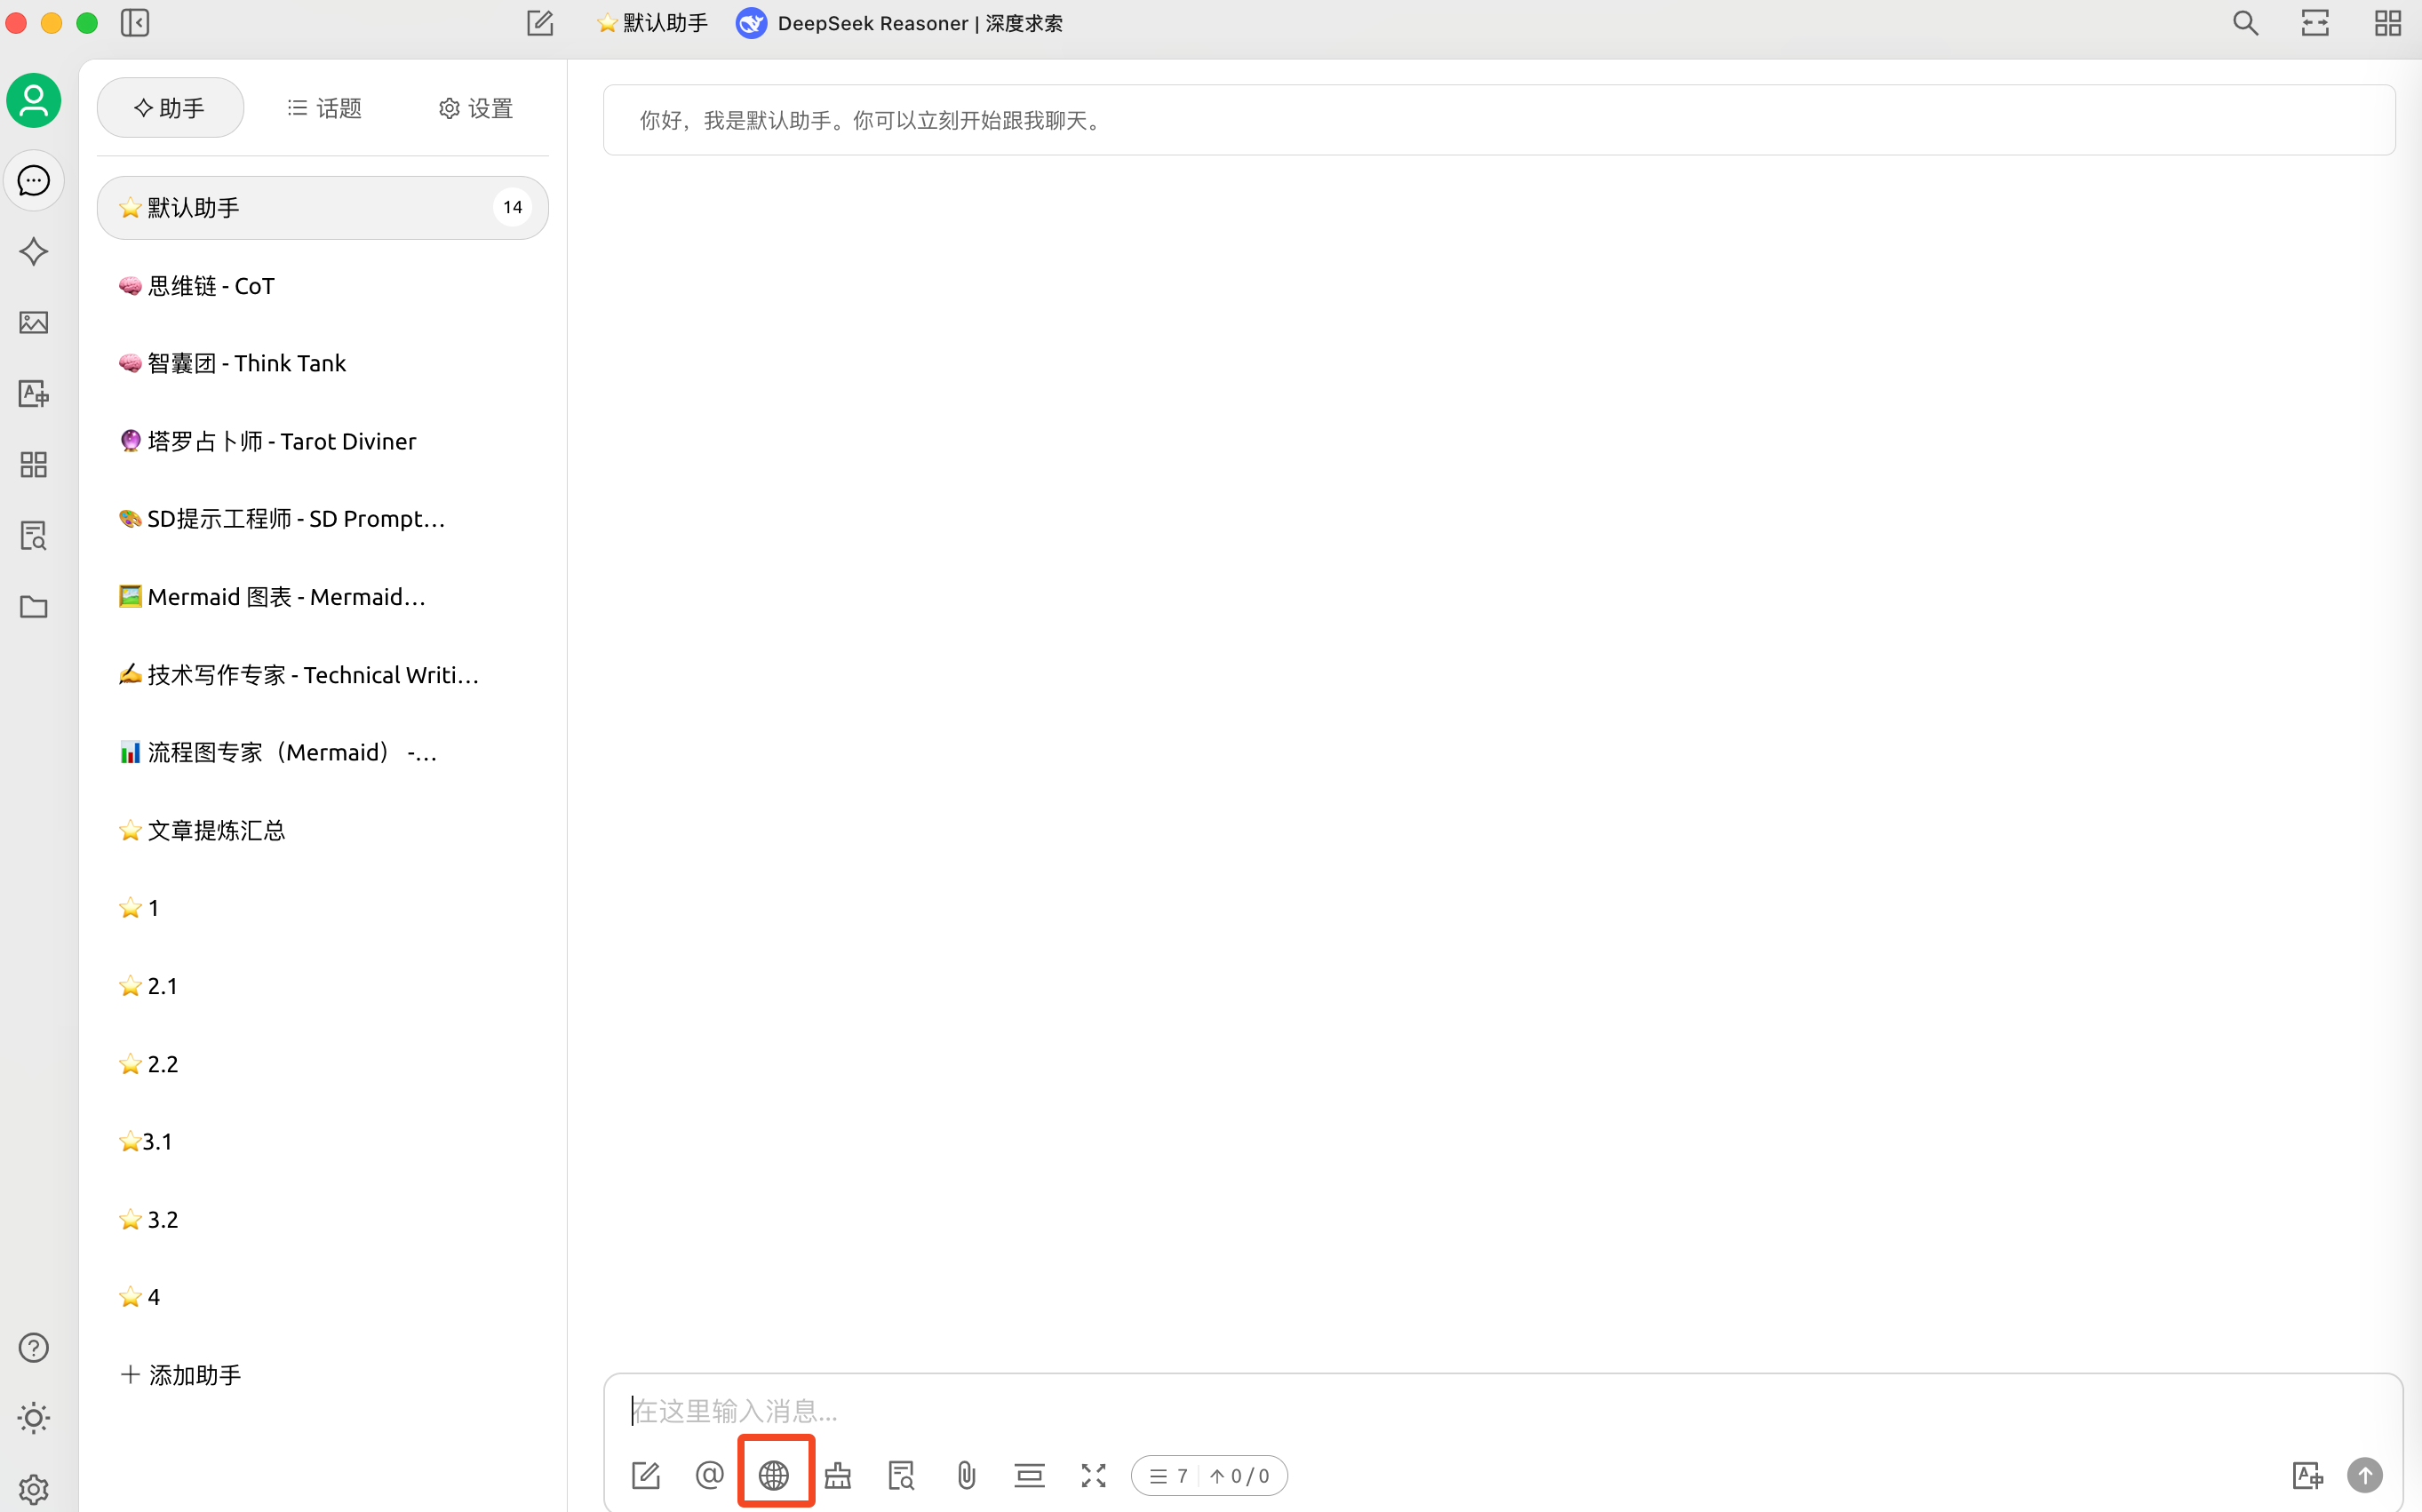 ⭐ 默认助手 DeepSeek Reasoner | 深度求索
助手 话题 设置
⭐ 默认助手 14
🧠 思维链 - CoT
🧠 智囊团 - Think Tank
🔮 塔罗占卜师 - Tarot Diviner
🎨 SD提示工程师 - SD Prompt...
🖼️ Mermaid 图表 - Mermaid...
✍️ 技术写作专家 - Technical Writi...
📊 流程图专家（Mermaid） -...
⭐ 文章提炼汇总
⭐ 1
⭐ 2.1
⭐ 2.2
⭐3.1
⭐ 3.2
⭐ 4
+ 添加助手
你好，我是默认助手。你可以立刻开始跟我聊天。
在这里输入消息...
7 ↑ 0 / 0